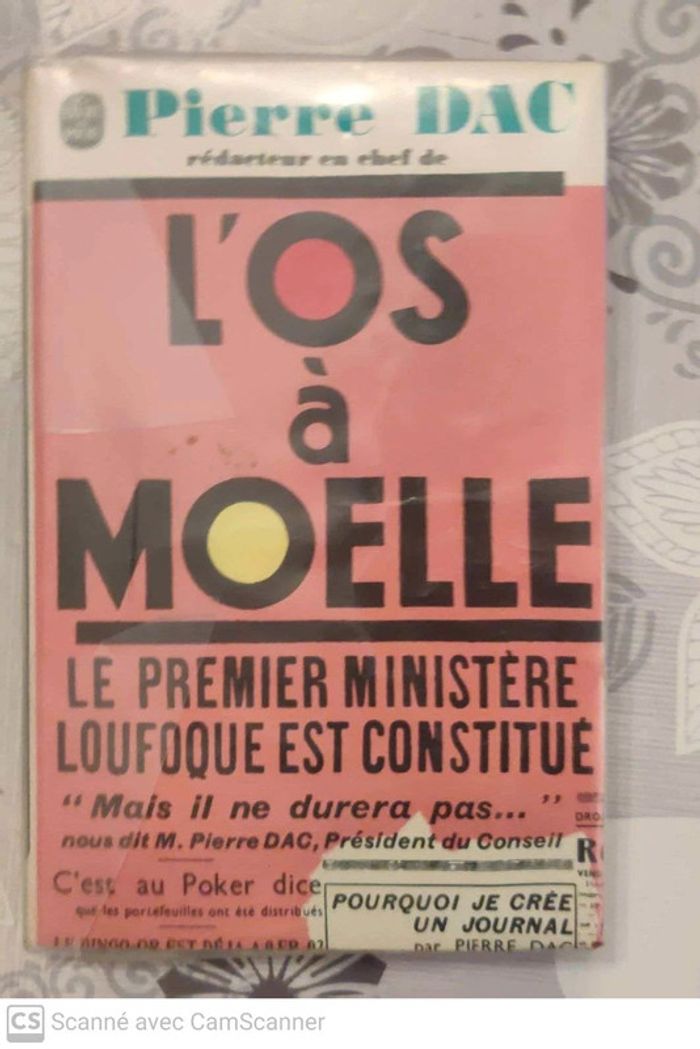 Pierre DAC
rédacteur en chef de
L'OS
à
MOELLE
LE PREMIER MINISTÈRE
LOUFOQUE EST CONSTITUÉ
"Mais il ne durera pas..."
nous dit M. Pierre DAC, Président du Conseil
C'est au Poker dice
que les portefeuilles ont été distribués
POURQUOI JE CRÉE
UN JOURNAL
par PIERRE DAC
CS Scanné avec CamScanner